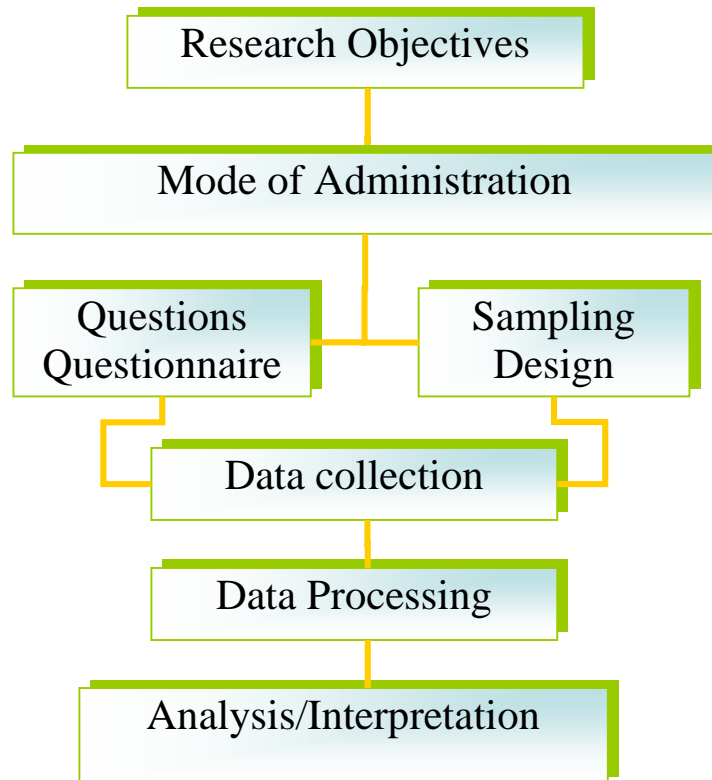 Research Objectives
Mode of Administration
Questions
Questionnaire
Sampling
Design
Data collection
Data Processing
Analysis/Interpretation